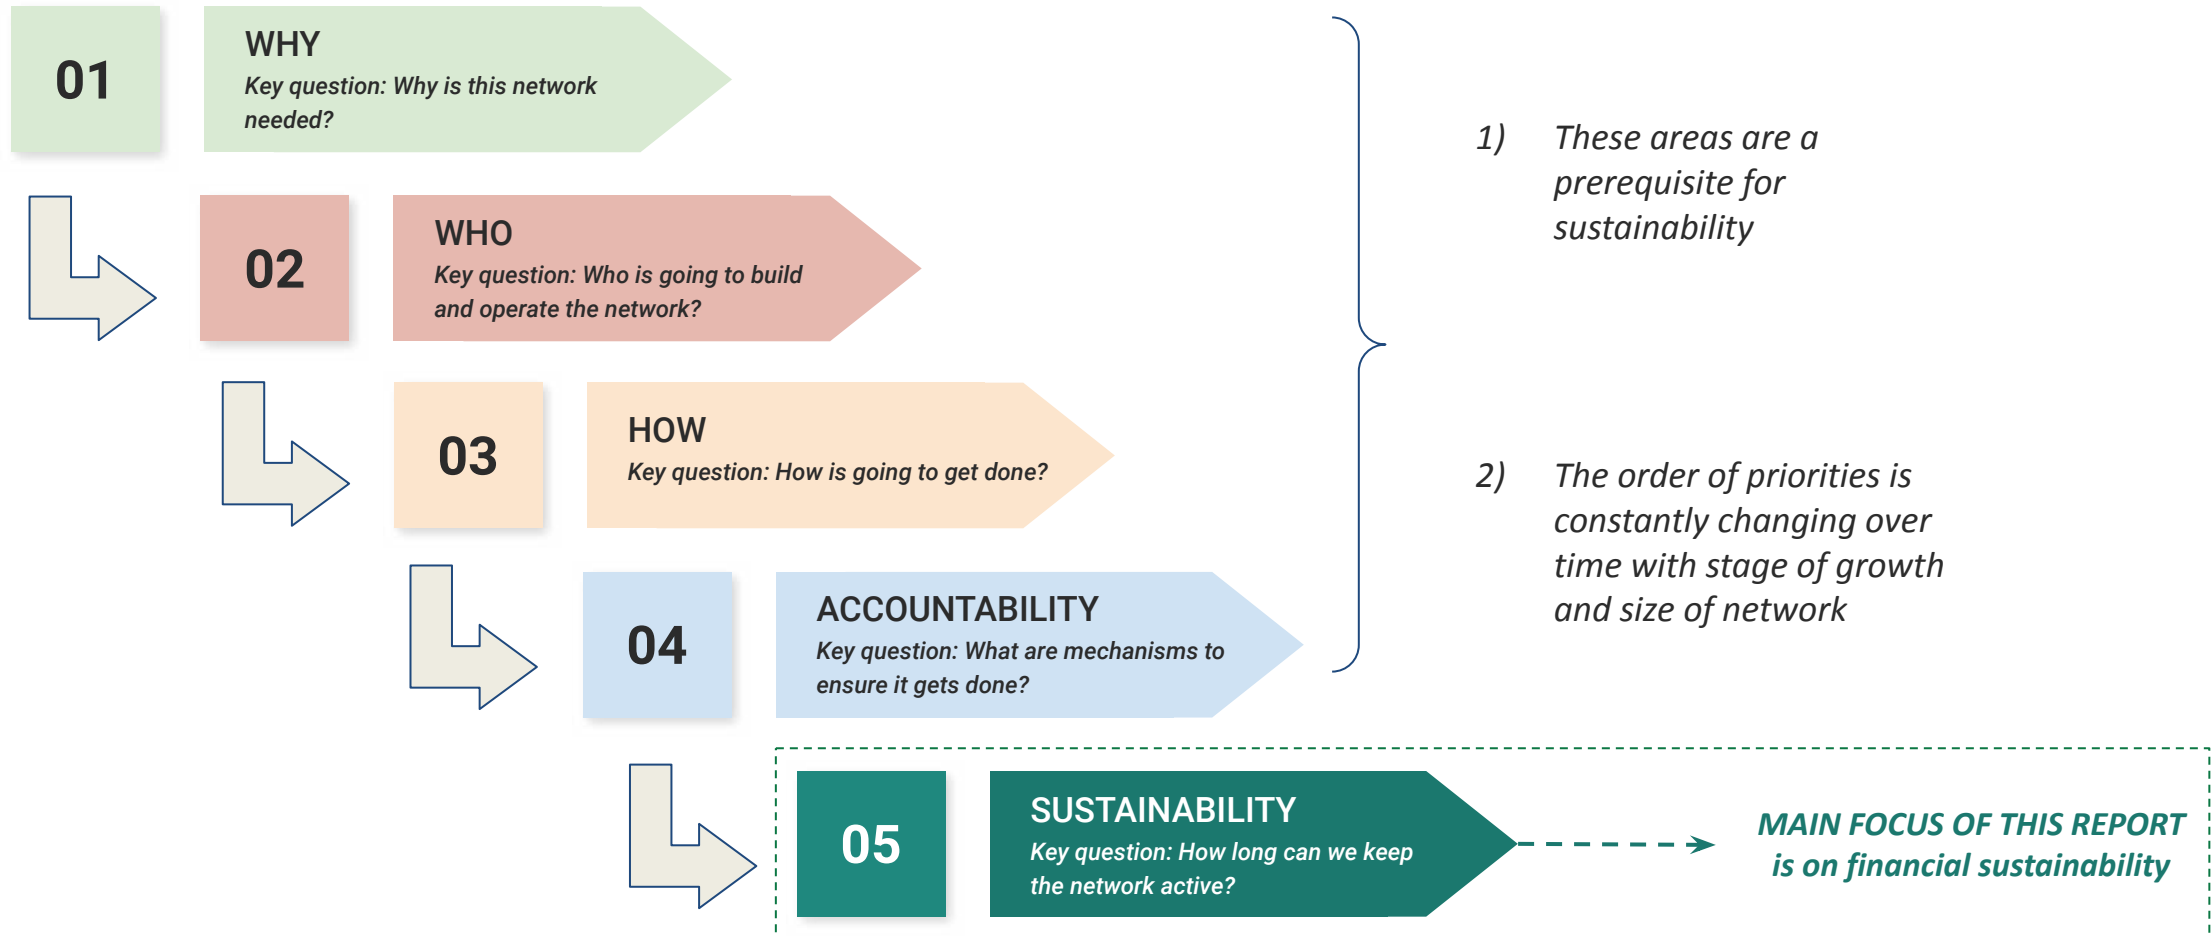 01
WHY
Key question: Why is this network
needed?
02
WHO
Key question: Who is going to build
and operate the network?
03
HOW
Key question: How is going to get done?
04
ACCOUNTABILITY
Key question: What are mechanisms to
ensure it gets done?
05
SUSTAINABILITY
Key question: How long can we keep
the network active?
1) These areas are a
prerequisite for
sustainability
2) The order of priorities is
constantly changing over
time with stage of growth
and size of network
MAIN FOCUS OF THIS REPORT
is on financial sustainability